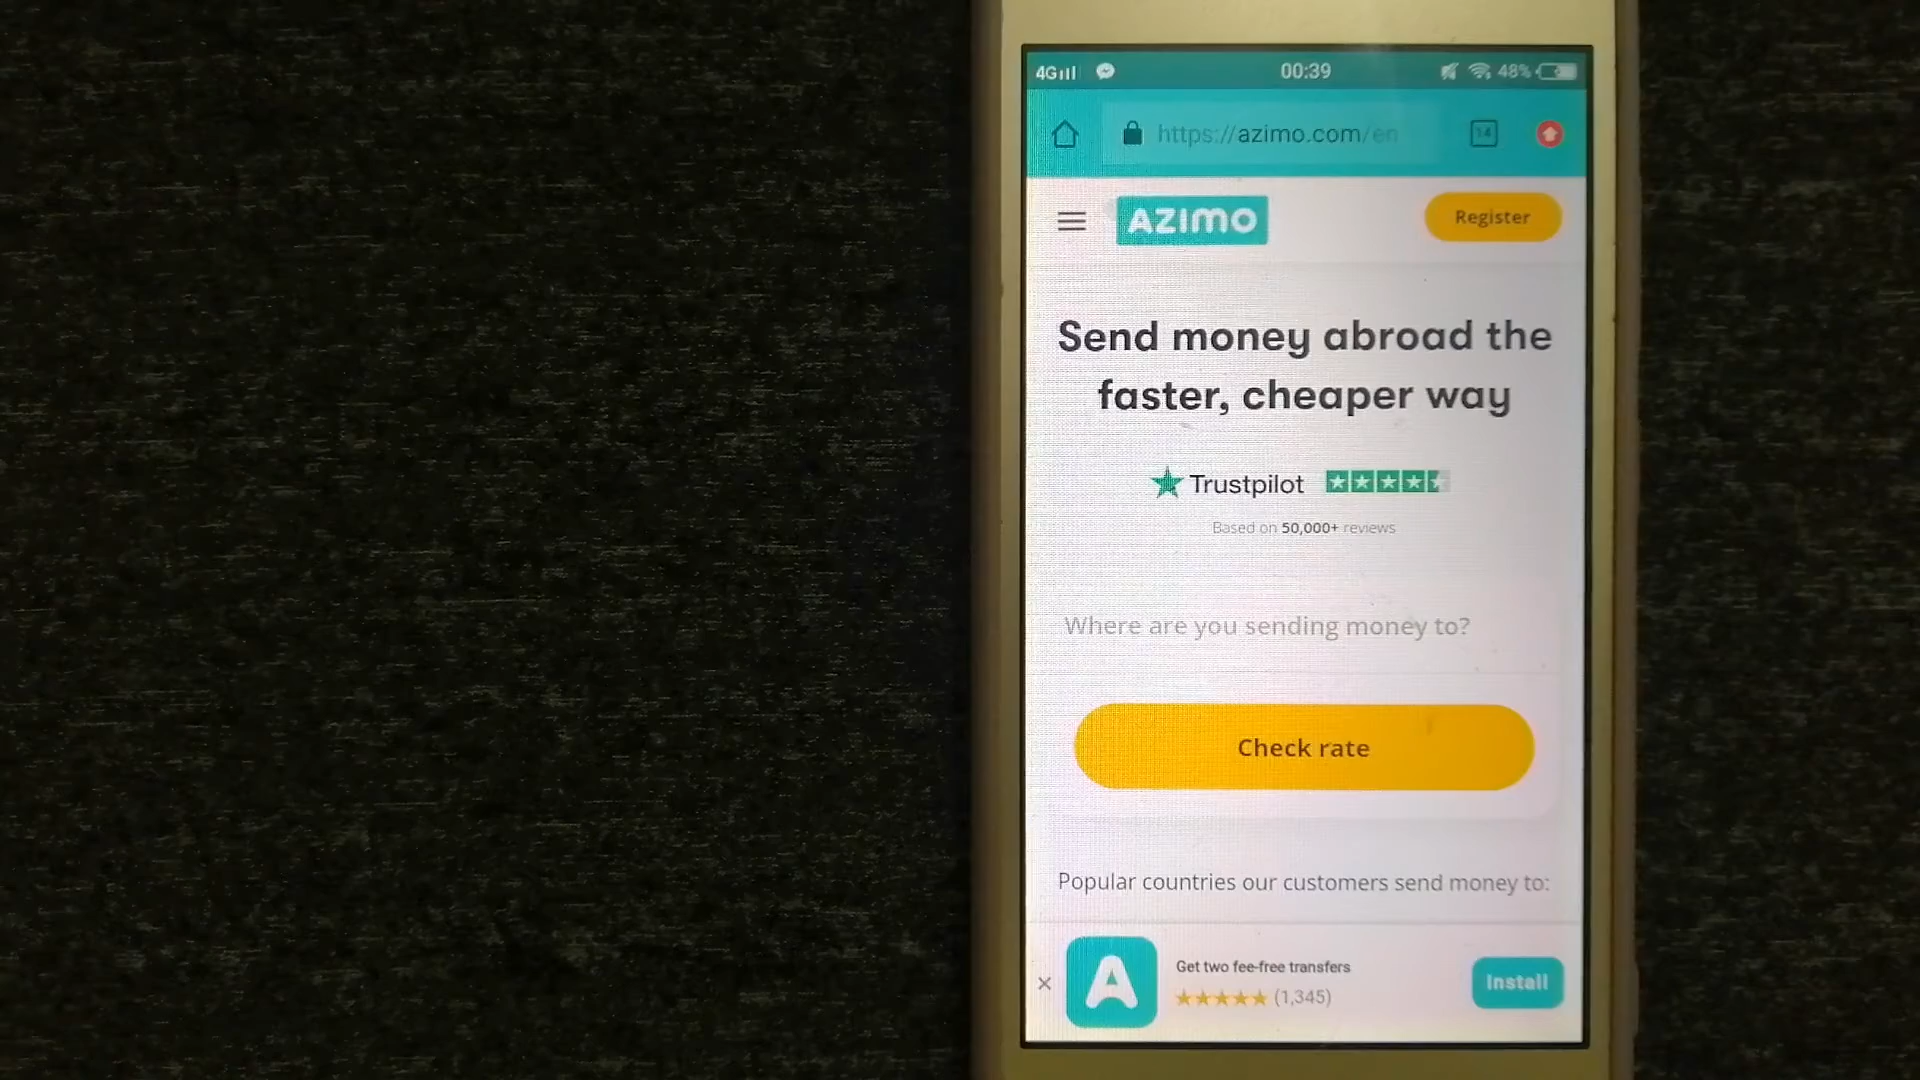 4G 00:39 48%
https://azimo.com/en 14
AZIMO Register
Send money abroad the
faster, cheaper way
Trustpilot
Based on 50,000+ reviews
Where are you sending money to?
Check rate
Popular countries our customers send money to:
Get two fee-free transfers
(1,345)
Install